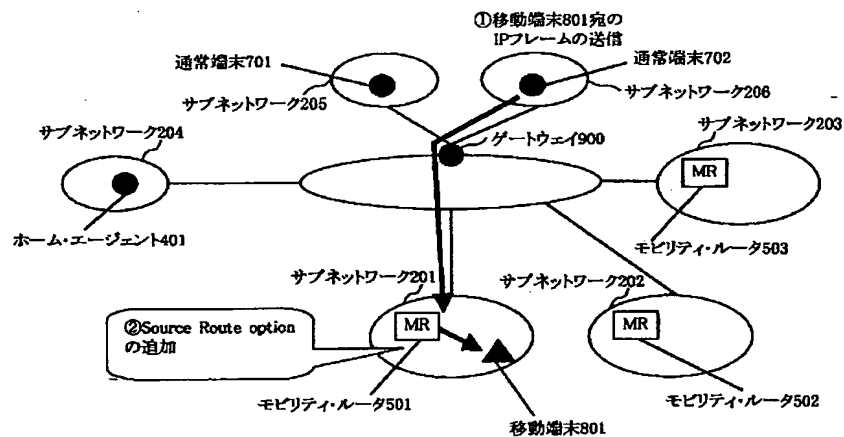 ①移動端末801宛の
IPフレームの送信
通常端末701
通常端末702
サブネットワーク205
サブネットワーク206
サブネットワーク204
ゲートウェイ900
サブネットワーク203
MR
ホーム・エージェント401
モビリティ・ルータ503
サブネットワーク201
サブネットワーク202
②Source Route option
の追加
MR
MR
モビリティ・ルータ501
モビリティ・ルータ502
移動端末801